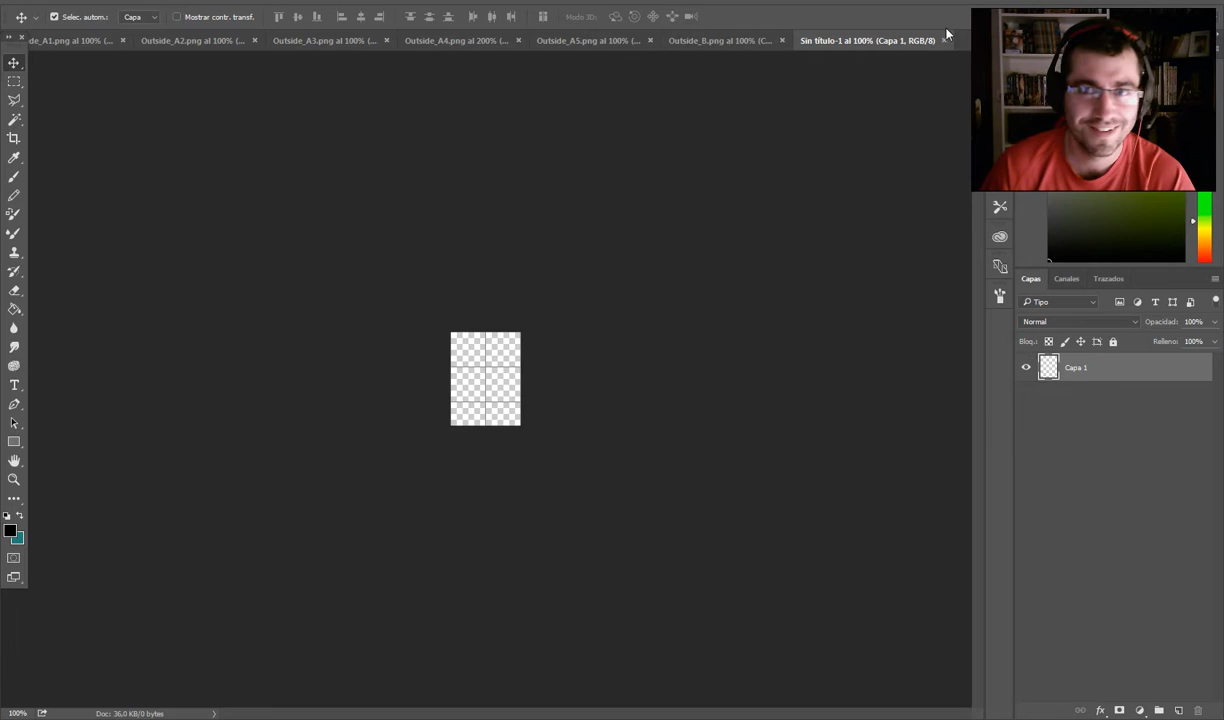 Selec. autom.: Capa Mostrar contr. transf. Modo 3D:
de_A1.png al 100% (... Outside_A2.png al 100% (... Outside_A3.png al 100% (... Outside_A4.png al 200% (... Outside_A5.png al 100% (... Outside_B.png al 100% (C... Sin título-1 al 100% (Capa 1, RGB/8)
Capas Canales Trazados
Tipo
Normal Opacidad: 100%
Bloq.: Relleno: 100%
Capa 1
100% Doc: 36,0 KB/0 bytes